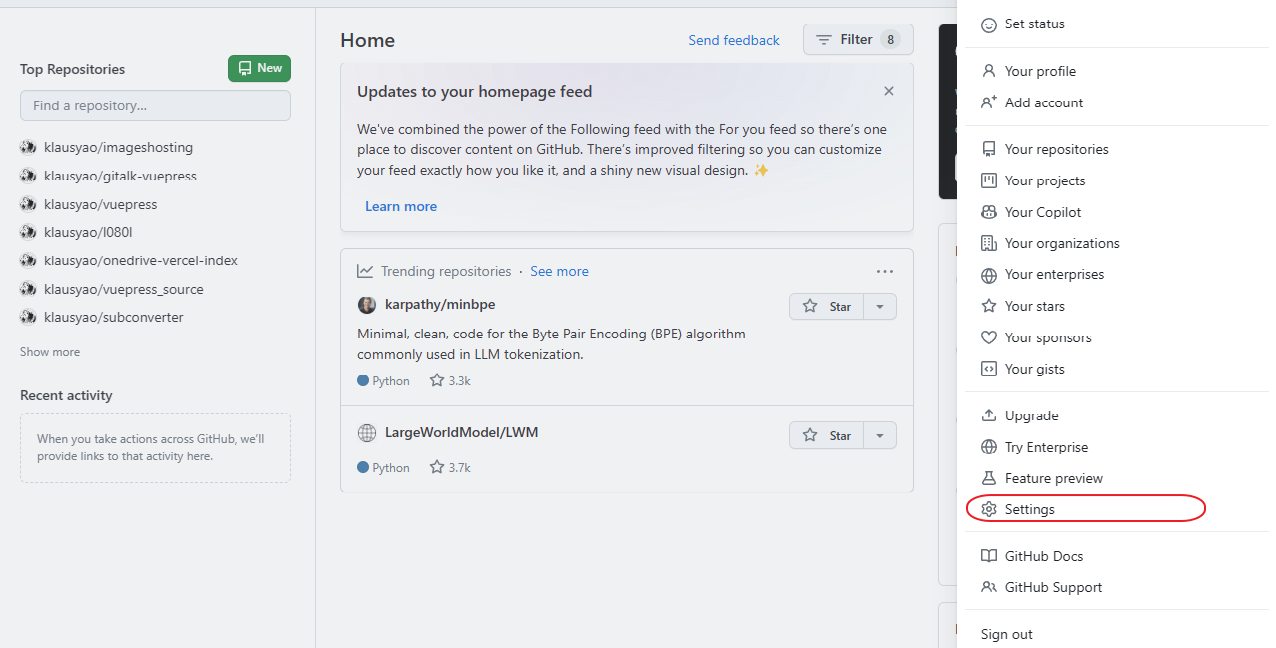 Top Repositories
New
Find a repository...
klausyao/imageshosting
klausyao/gitalk-vuepress
klausyao/vuepress
klausyao/l080l
klausyao/onedrive-vercel-index
klausyao/vuepress_source
klausyao/subconverter
Show more
Recent activity
When you take actions across GitHub, we'll
provide links to that activity here.
Home
Send feedback
Filter 8
Updates to your homepage feed
We've combined the power of the Following feed with the For you feed so there's one
place to discover content on GitHub. There's improved filtering so you can customize
your feed exactly how you like it, and a shiny new visual design. ✨
Learn more
Trending repositories · See more
karpathy/minbpe
Star
Minimal, clean, code for the Byte Pair Encoding (BPE) algorithm
commonly used in LLM tokenization.
Python 3.3k
LargeWorldModel/LWM
Star
Python 3.7k
Set status
Your profile
Add account
Your repositories
Your projects
Your Copilot
Your organizations
Your enterprises
Your stars
Your sponsors
Your gists
Upgrade
Try Enterprise
Feature preview
Settings
GitHub Docs
GitHub Support
Sign out